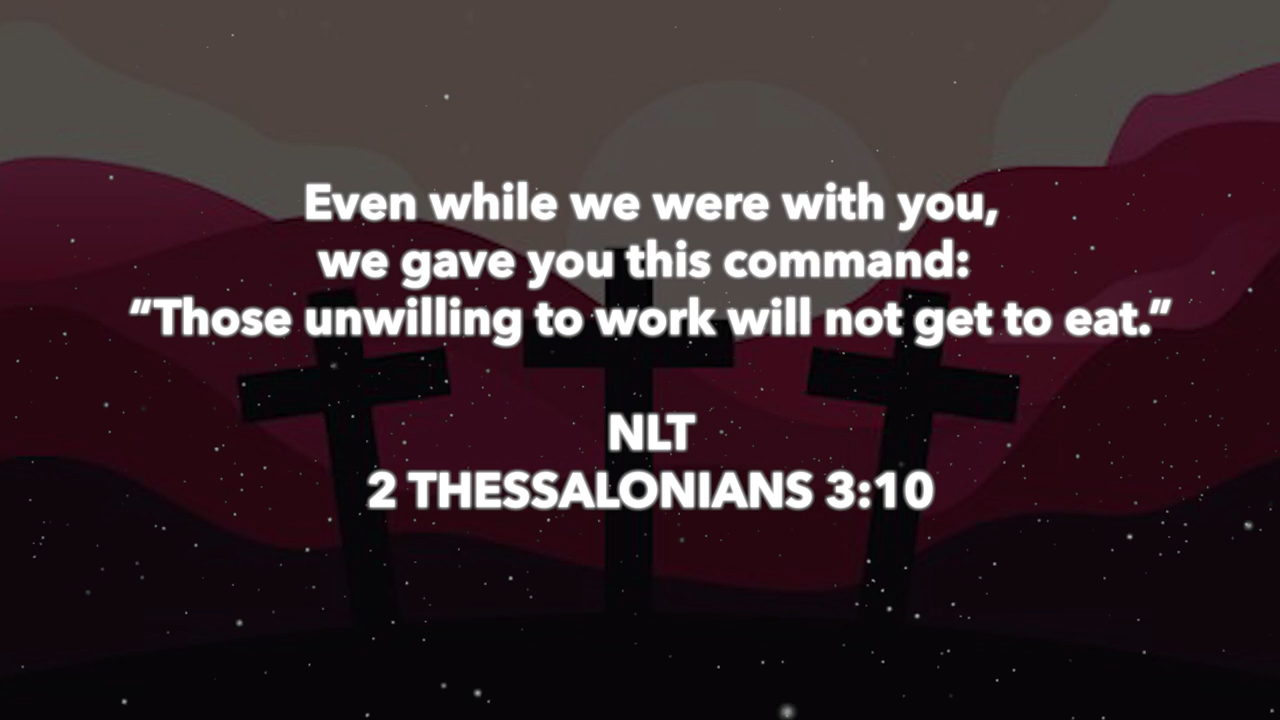 Even while we were with you,
we gave you this command:
“Those unwilling to work will not get to eat.”
NLT
2 THESSALONIANS 3:10